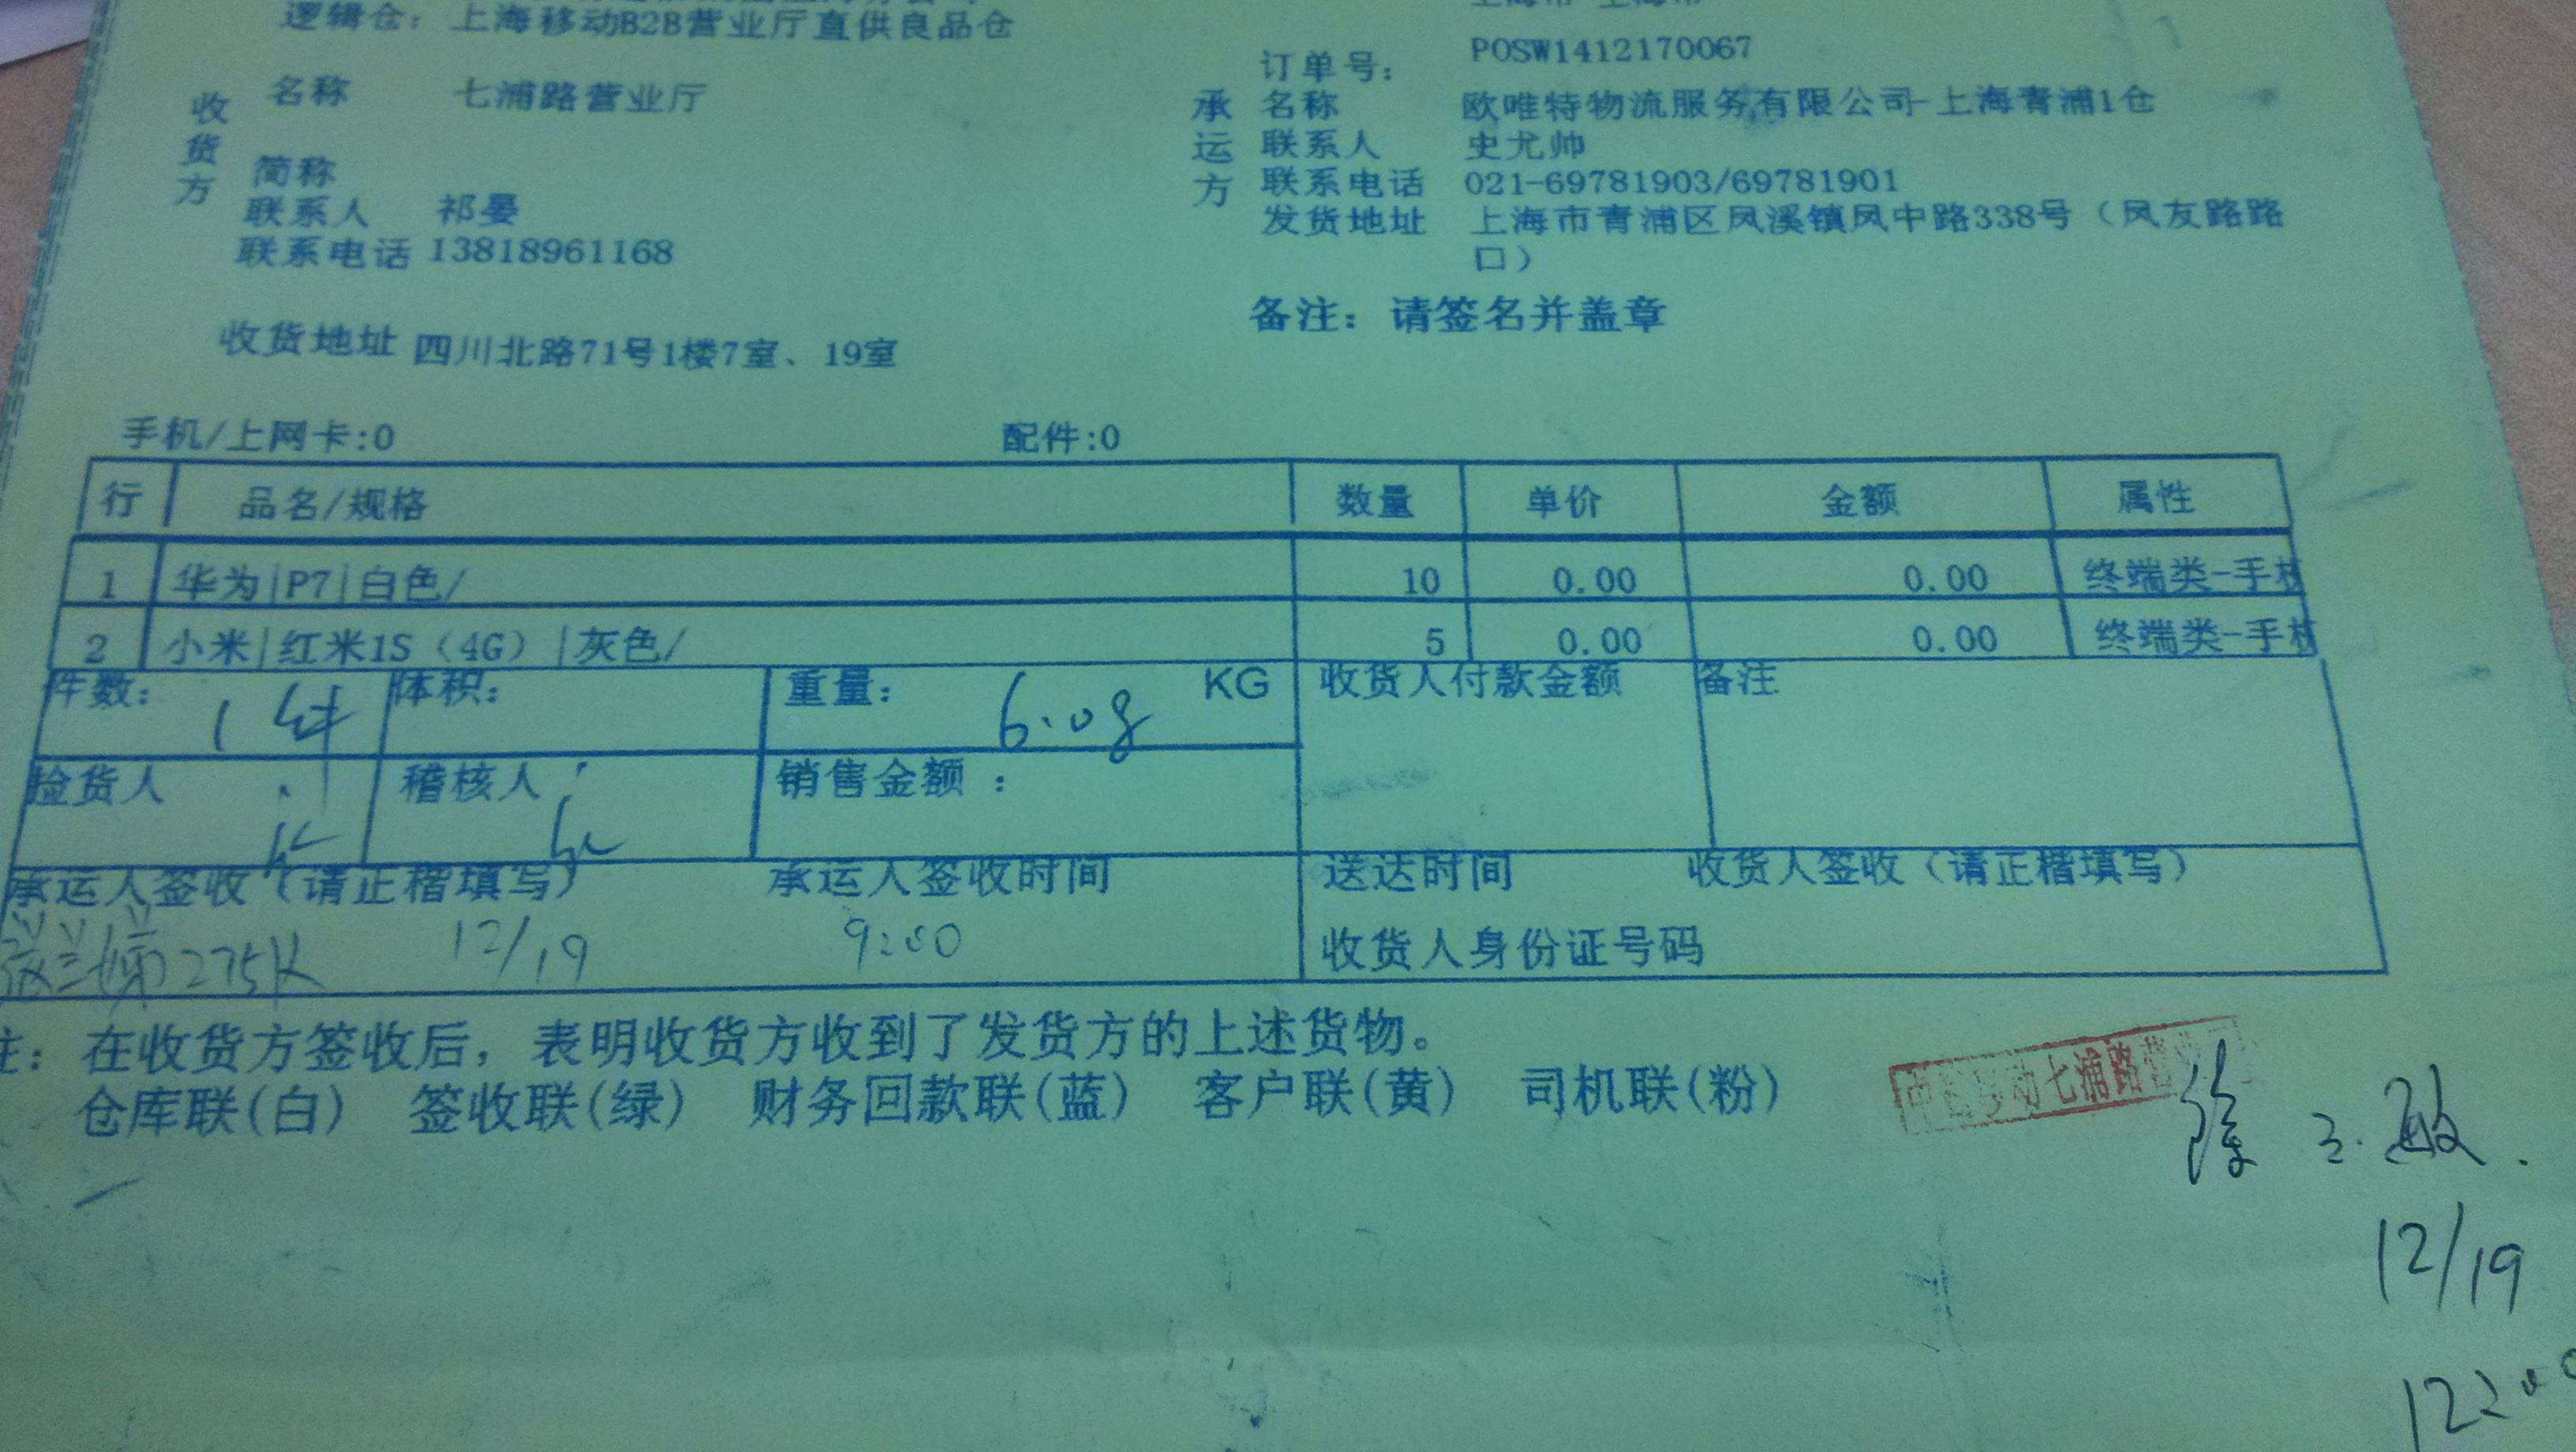 逻辑仓：上海移动B2B营业厅直供良品仓
订单号：POSW1412170067
收货方
名称 七浦路营业厅
简称
联系人 祁晏
联系电话 13818961168
收货地址 四川北路71号1楼7室、19室
承运方
名称 欧唯特物流服务有限公司-上海青浦1仓
联系人 史尤帅
联系电话 021-69781903/69781901
发货地址 上海市青浦区凤溪镇凤中路338号（凤友路路
口）
备注：请签名并盖章
手机/上网卡:0 配件:0
行 品名/规格 数量 单价 金额 属性
1 华为|P7|白色/ 10 0.00 0.00 终端类-手
2 小米|红米1S（4G）|灰色/ 5 0.00 0.00 终端类-手
件数： 1件 体积： 重量： 6.08 KG 收货人付款金额 备注
验货人 稽核人 销售金额：
承运人签收（请正楷填写） 承运人签收时间 送达时间 收货人签收（请正楷填写）
275K 12/19 9:00 收货人身份证号码
注：在收货方签收后，表明收货方收到了发货方的上述货物。
仓库联(白) 签收联(绿) 财务回款联(蓝) 客户联(黄) 司机联(粉)
中国移动七浦路营业厅
12/19